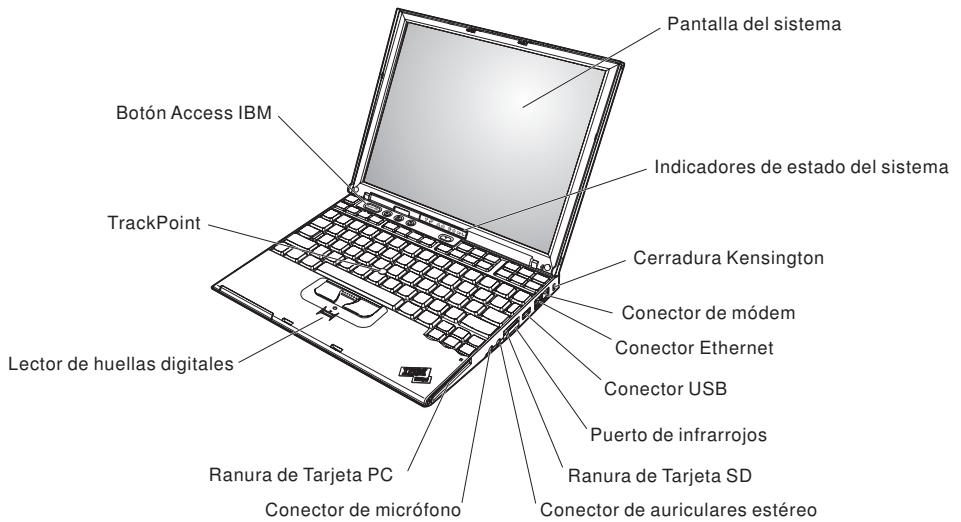 Pantalla del sistema
Botón Access IBM
Indicadores de estado del sistema
TrackPoint
Cerradura Kensington
Conector de módem
Conector Ethernet
Lector de huellas digitales
Conector USB
Puerto de infrarrojos
Ranura de Tarjeta PC
Ranura de Tarjeta SD
Conector de micrófono
Conector de auriculares estéreo